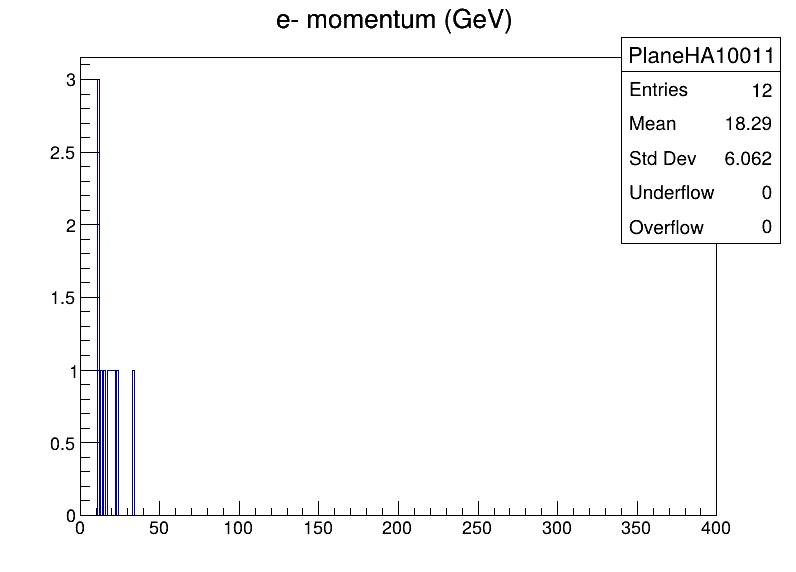 e- momentum (GeV)
PlaneHA10011
Entries 12
Mean 18.29
Std Dev 6.062
Underflow 0
Overflow 0
3
2.5
2
1.5
1
0.5
0
0 50 100 150 200 250 300 350 400